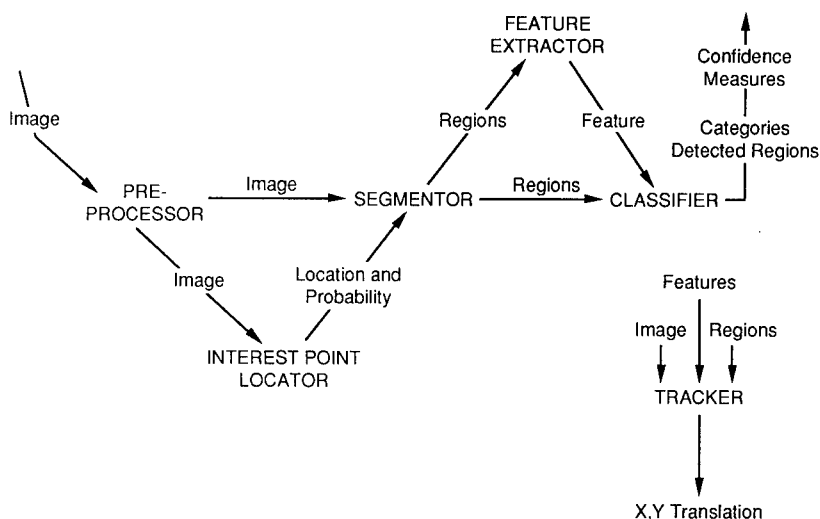 FEATURE
EXTRACTOR
Confidence
Measures
Image
Regions
Feature
Categories
Detected Regions
PRE-
PROCESSOR
Image
SEGMENTOR
Regions
CLASSIFIER
Image
Location and
Probability
INTEREST POINT
LOCATOR
Features
Image
Regions
TRACKER
X,Y Translation